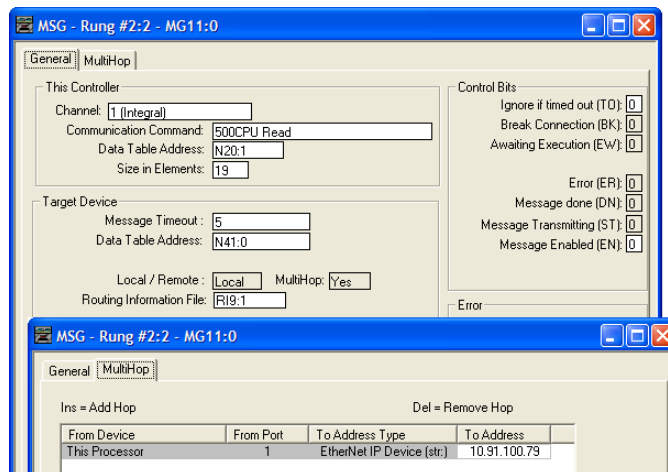 MSG - Rung #2:2 - MG11:0
General MultiHop
This Controller
Channel: 1 (Integral)
Communication Command: 500CPU Read
Data Table Address: N20:1
Size in Elements: 19
Target Device
Message Timeout : 5
Data Table Address: N41:0
Local / Remote : Local MultiHop: Yes
Routing Information File: RI9:1
Control Bits
Ignore if timed out (TO): 0
Break Connection (BK): 0
Awaiting Execution (EW): 0
Error (ER): 0
Message done (DN): 0
Message Transmitting (ST): 0
Message Enabled (EN): 0
Error
MSG - Rung #2:2 - MG11:0
General MultiHop
Ins = Add Hop Del = Remove Hop
From Device From Port To Address Type To Address
This Processor 1 EtherNet IP Device (str:) 10.91.100.79